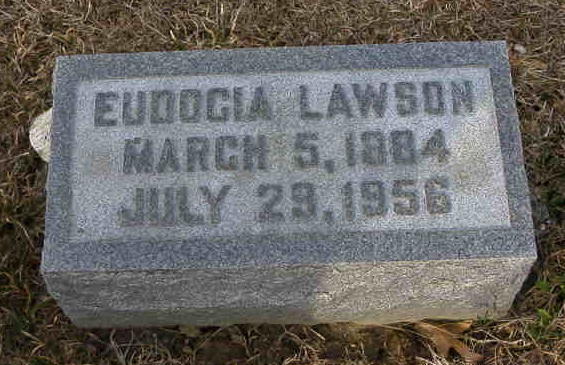 EUDOCIA LAWSON
MARCH 5, 1884
JULY 29, 1956